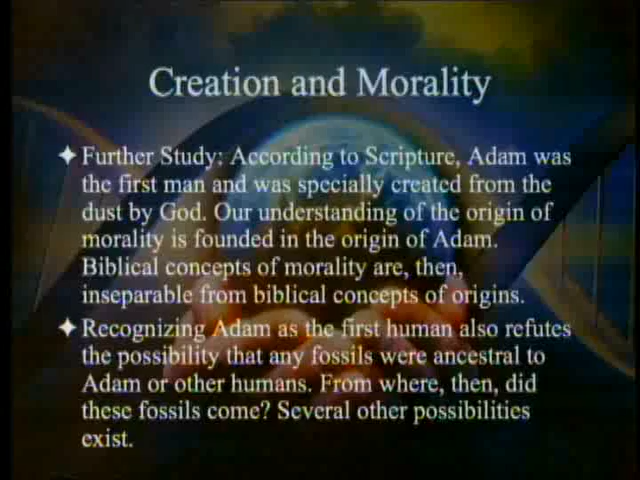 Creation and Morality
✦ Further Study: According to Scripture, Adam was
the first man and was specially created from the
dust by God. Our understanding of the origin of
morality is founded in the origin of Adam.
Biblical concepts of morality are, then,
inseparable from biblical concepts of origins.
✦ Recognizing Adam as the first human also refutes
the possibility that any fossils were ancestral to
Adam or other humans. From where, then, did
these fossils come? Several other possibilities
exist.